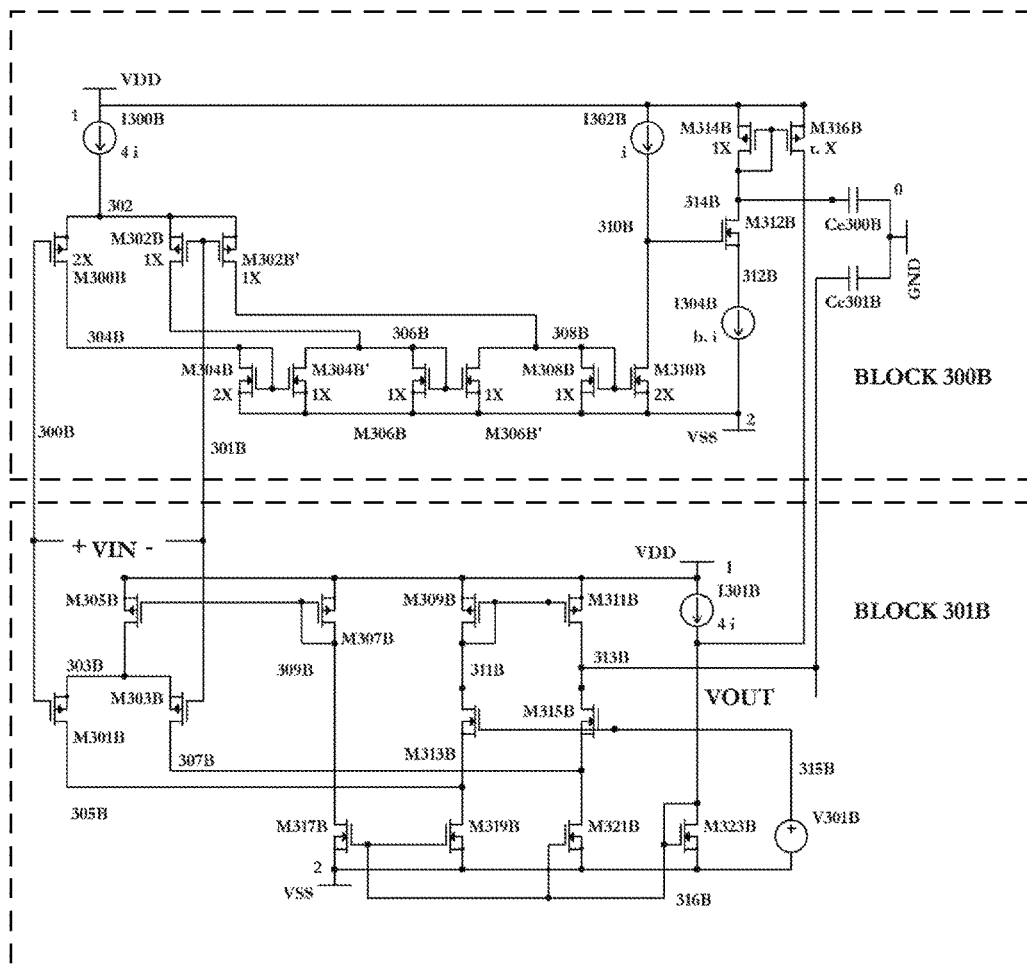 VDD
1
I300B
4 i
I302B
i
M314B
1X
M316B
t. X
302
314B
0
Cc300B
M302B
1X
M302B'
1X
2X
M300B
310B
M312B
GND
312B
Cc301B
304B
306B
308B
I304B
b. i
M304B
2X
M304B'
1X
1X
1X
M308B
1X
M310B
2X
BLOCK 300B
300B
301B
M306B
M306B'
2
VSS
+ VIN -
VDD
1
M305B
M309B
M311B
I301B
4 i
BLOCK 301B
M307B
303B
309B
311B
313B
M303B
VOUT
M301B
M315B
307B
M313B
315B
305B
M317B
M319B
M321B
M323B
+
V301B
2
VSS
316B